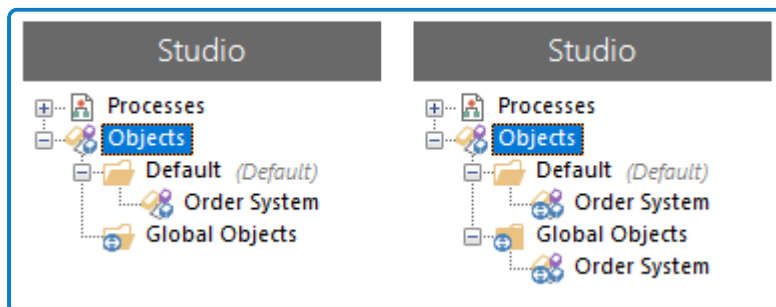 Studio
Processes
Objects
Default (Default)
Order System
Global Objects
Studio
Processes
Objects
Default (Default)
Order System
Global Objects
Order System